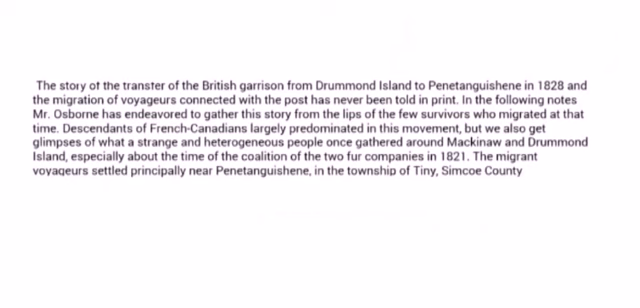 The story of the transfer of the British garrison from Drummond Island to Penetanguishene in 1828 and
the migration of voyageurs connected with the post has never been told in print. In the following notes
Mr. Osborne has endeavored to gather this story from the lips of the few survivors who migrated at that
time. Descendants of French-Canadians largely predominated in this movement, but we also get
glimpses of what a strange and heterogeneous people once gathered around Mackinaw and Drummond
Island, especially about the time of the coalition of the two fur companies in 1821. The migrant
voyageurs settled principally near Penetanguishene, in the township of Tiny, Simcoe County